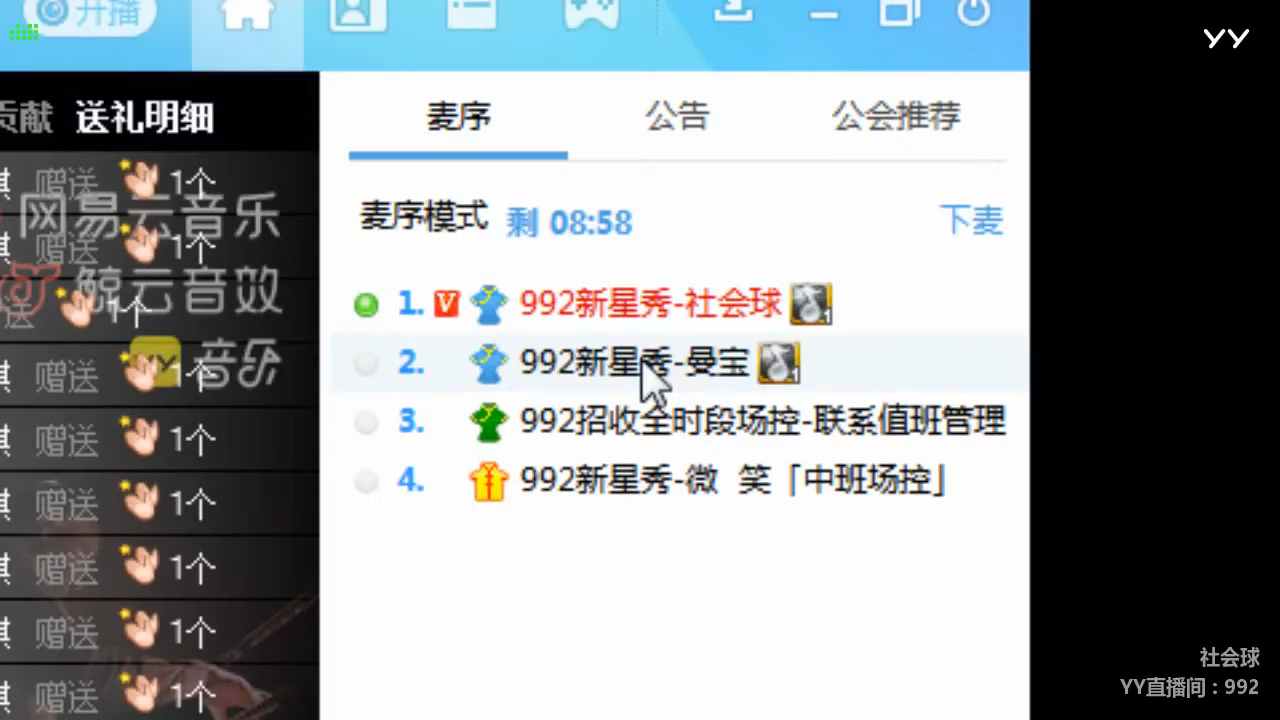 开播
YY
贡献 送礼明细
麦序 公告 公会推荐
麦序模式 剩 08:58 下麦
1. V 992新星秀-社会球 1
2. 992新星秀-曼宝 1
3. 992招收全时段场控-联系值班管理
4. 992新星秀-微 笑「中班场控」
赠送 1个
网易云音乐
赠送 1个
鲸云音效
送 1个
YY 音乐
赠送 1个
赠送 1个
赠送 1个
赠送 1个
赠送 1个
赠送 1个
社会球
YY直播间：992